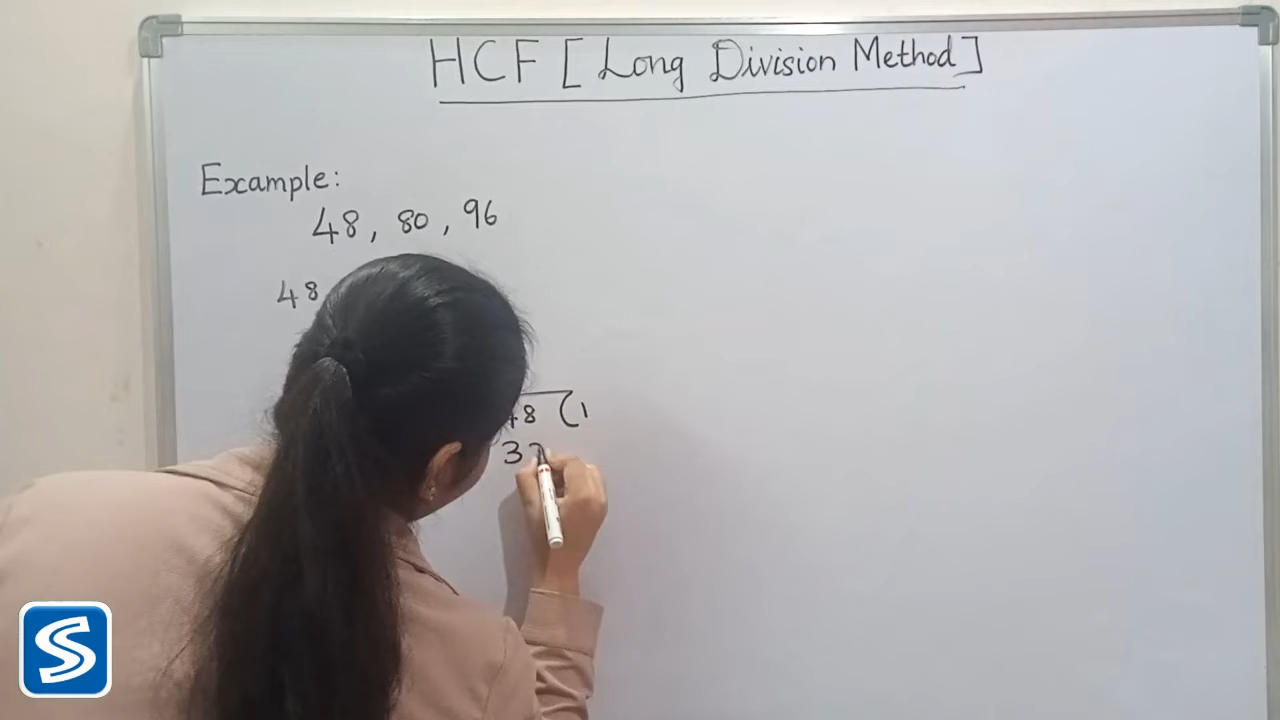 HCF [Long Division Method]
Example:
48, 80, 96
48
48 (1
32